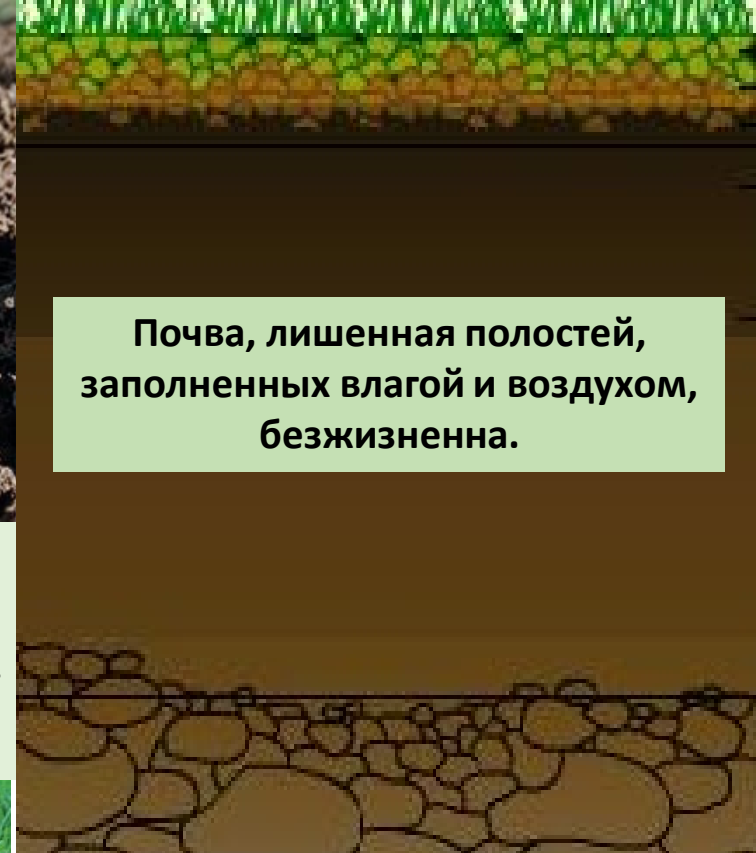 Почва, лишенная полостей,
заполненных влагой и воздухом,
безжизненна.